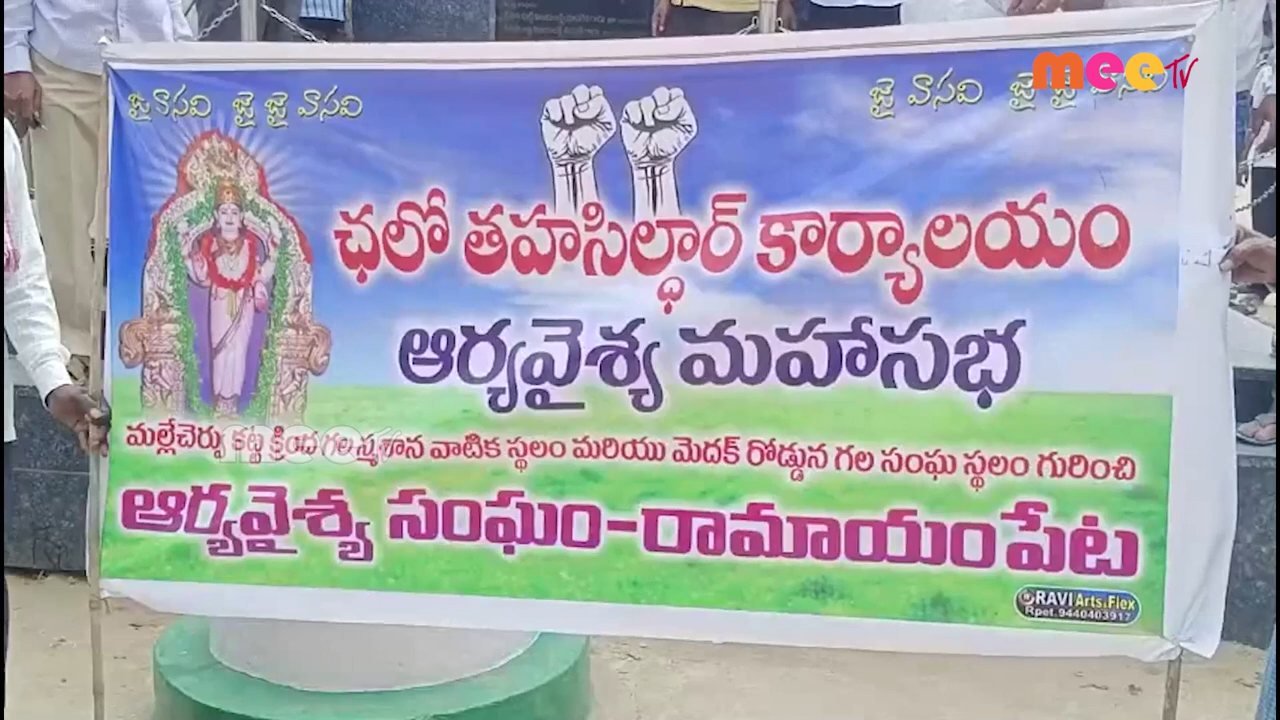 జై వాసవి జై జై వాసవి
జై వాసవి జై జై వాసవి
meeTV
ఛలో తహసిల్ధార్ కార్యాలయం
ఆర్యవైశ్య మహాసభ
మల్లేచెర్వు కట్ట క్రింద గల స్మశాన వాటిక స్థలం మరియు మెదక్ రోడ్డున గల సంఘ స్థలం గురించి
ఆర్యవైశ్య సంఘం-రామాయంపేట
RAVI Arts & Flex
Rpet. 9440403917